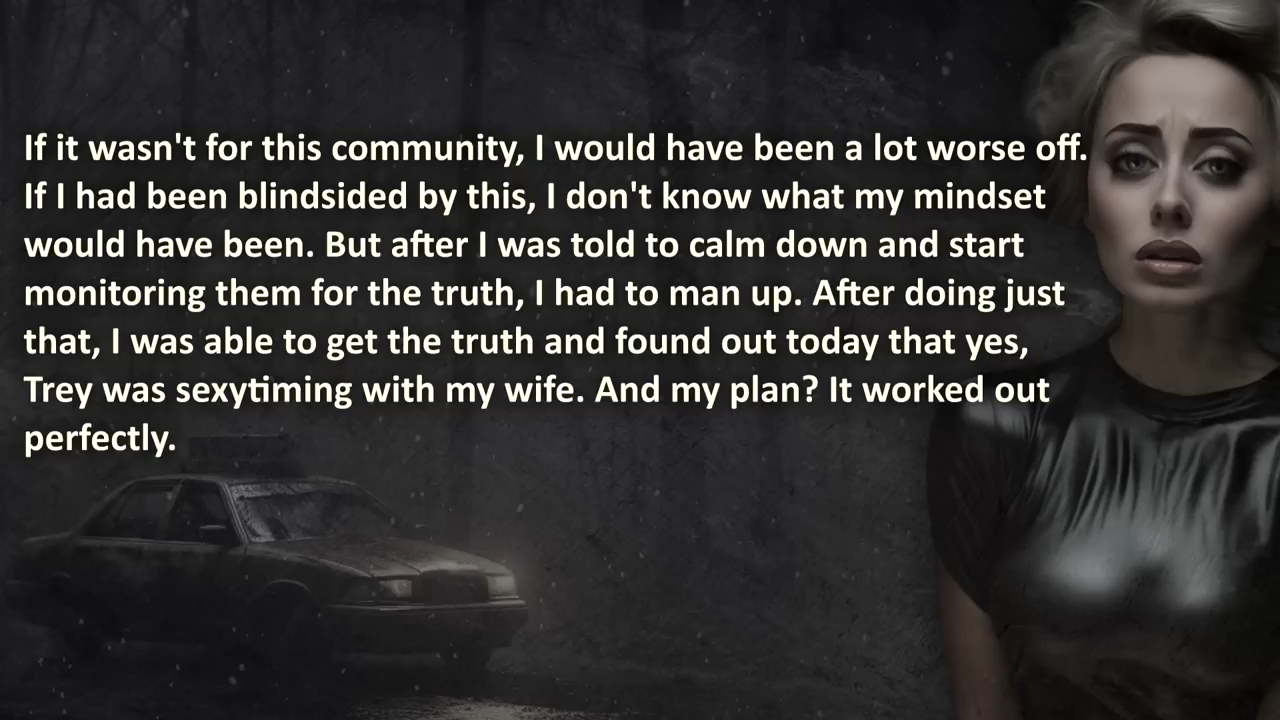 If it wasn't for this community, I would have been a lot worse off.
If I had been blindsided by this, I don't know what my mindset
would have been. But after I was told to calm down and start
monitoring them for the truth, I had to man up. After doing just
that, I was able to get the truth and found out today that yes,
Trey was sexytiming with my wife. And my plan? It worked out
perfectly.